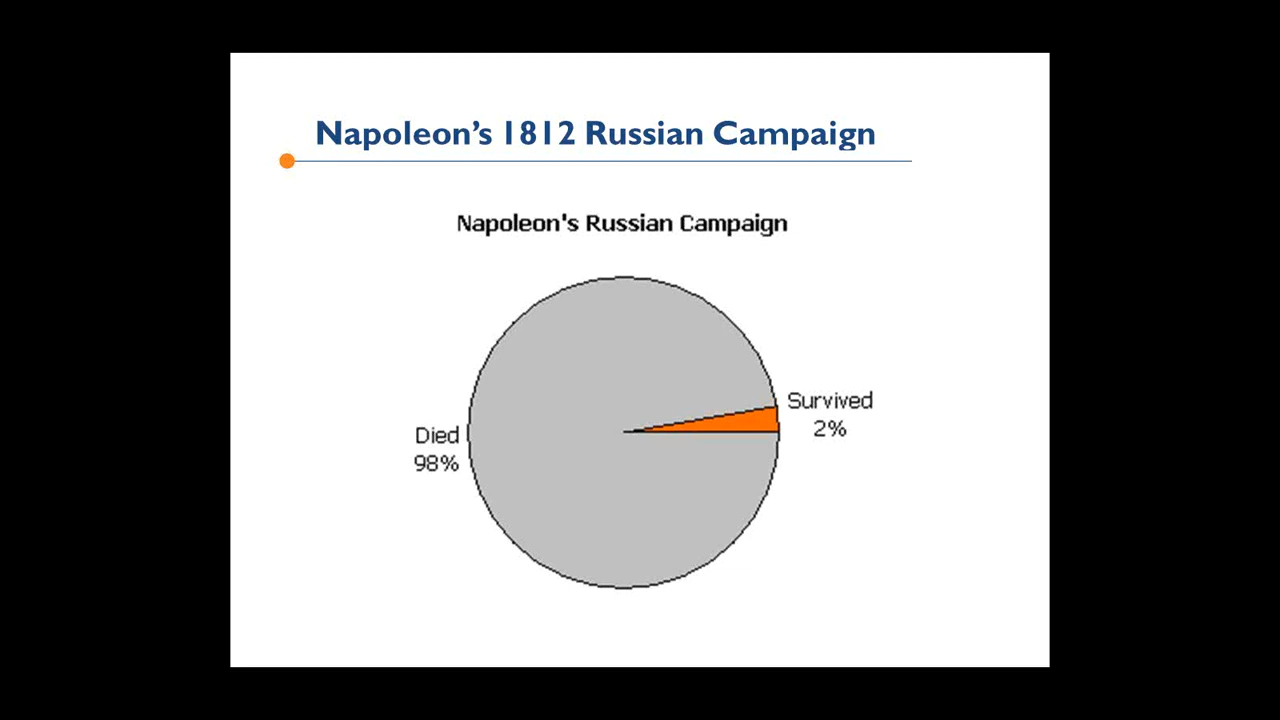 Napoleon’s 1812 Russian Campaign
Napoleon's Russian Campaign
Survived
2%
Died
98%